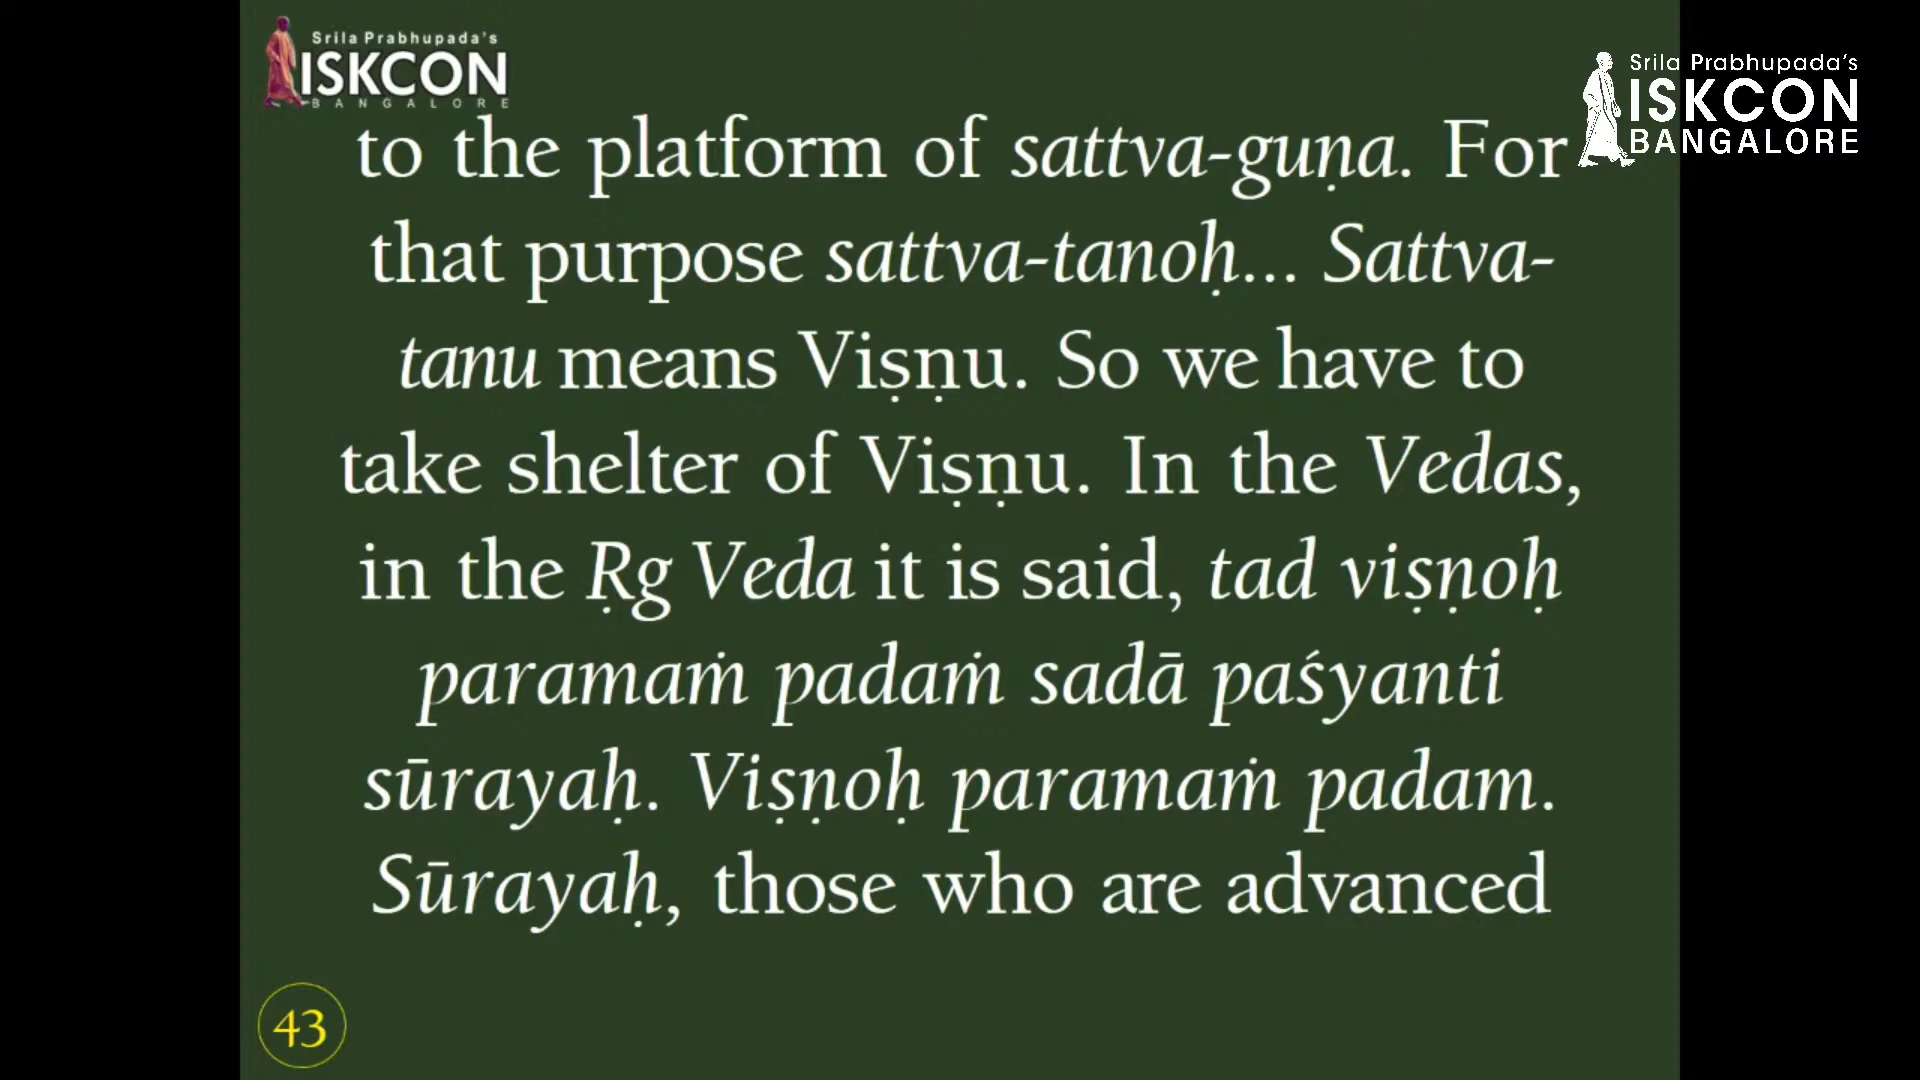 Srila Prabhupada's
ISKCON
BANGALORE
Srila Prabhupada's
ISKCON
BANGALORE
to the platform of sattva-guṇa. For
that purpose sattva-tanoḥ... Sattva-
tanu means Viṣṇu. So we have to
take shelter of Viṣṇu. In the Vedas,
in the Ṛg Veda it is said, tad viṣṇoḥ
paramaṁ padaṁ sadā paśyanti
sūrayaḥ. Viṣṇoḥ paramaṁ padam.
Sūrayaḥ, those who are advanced
43